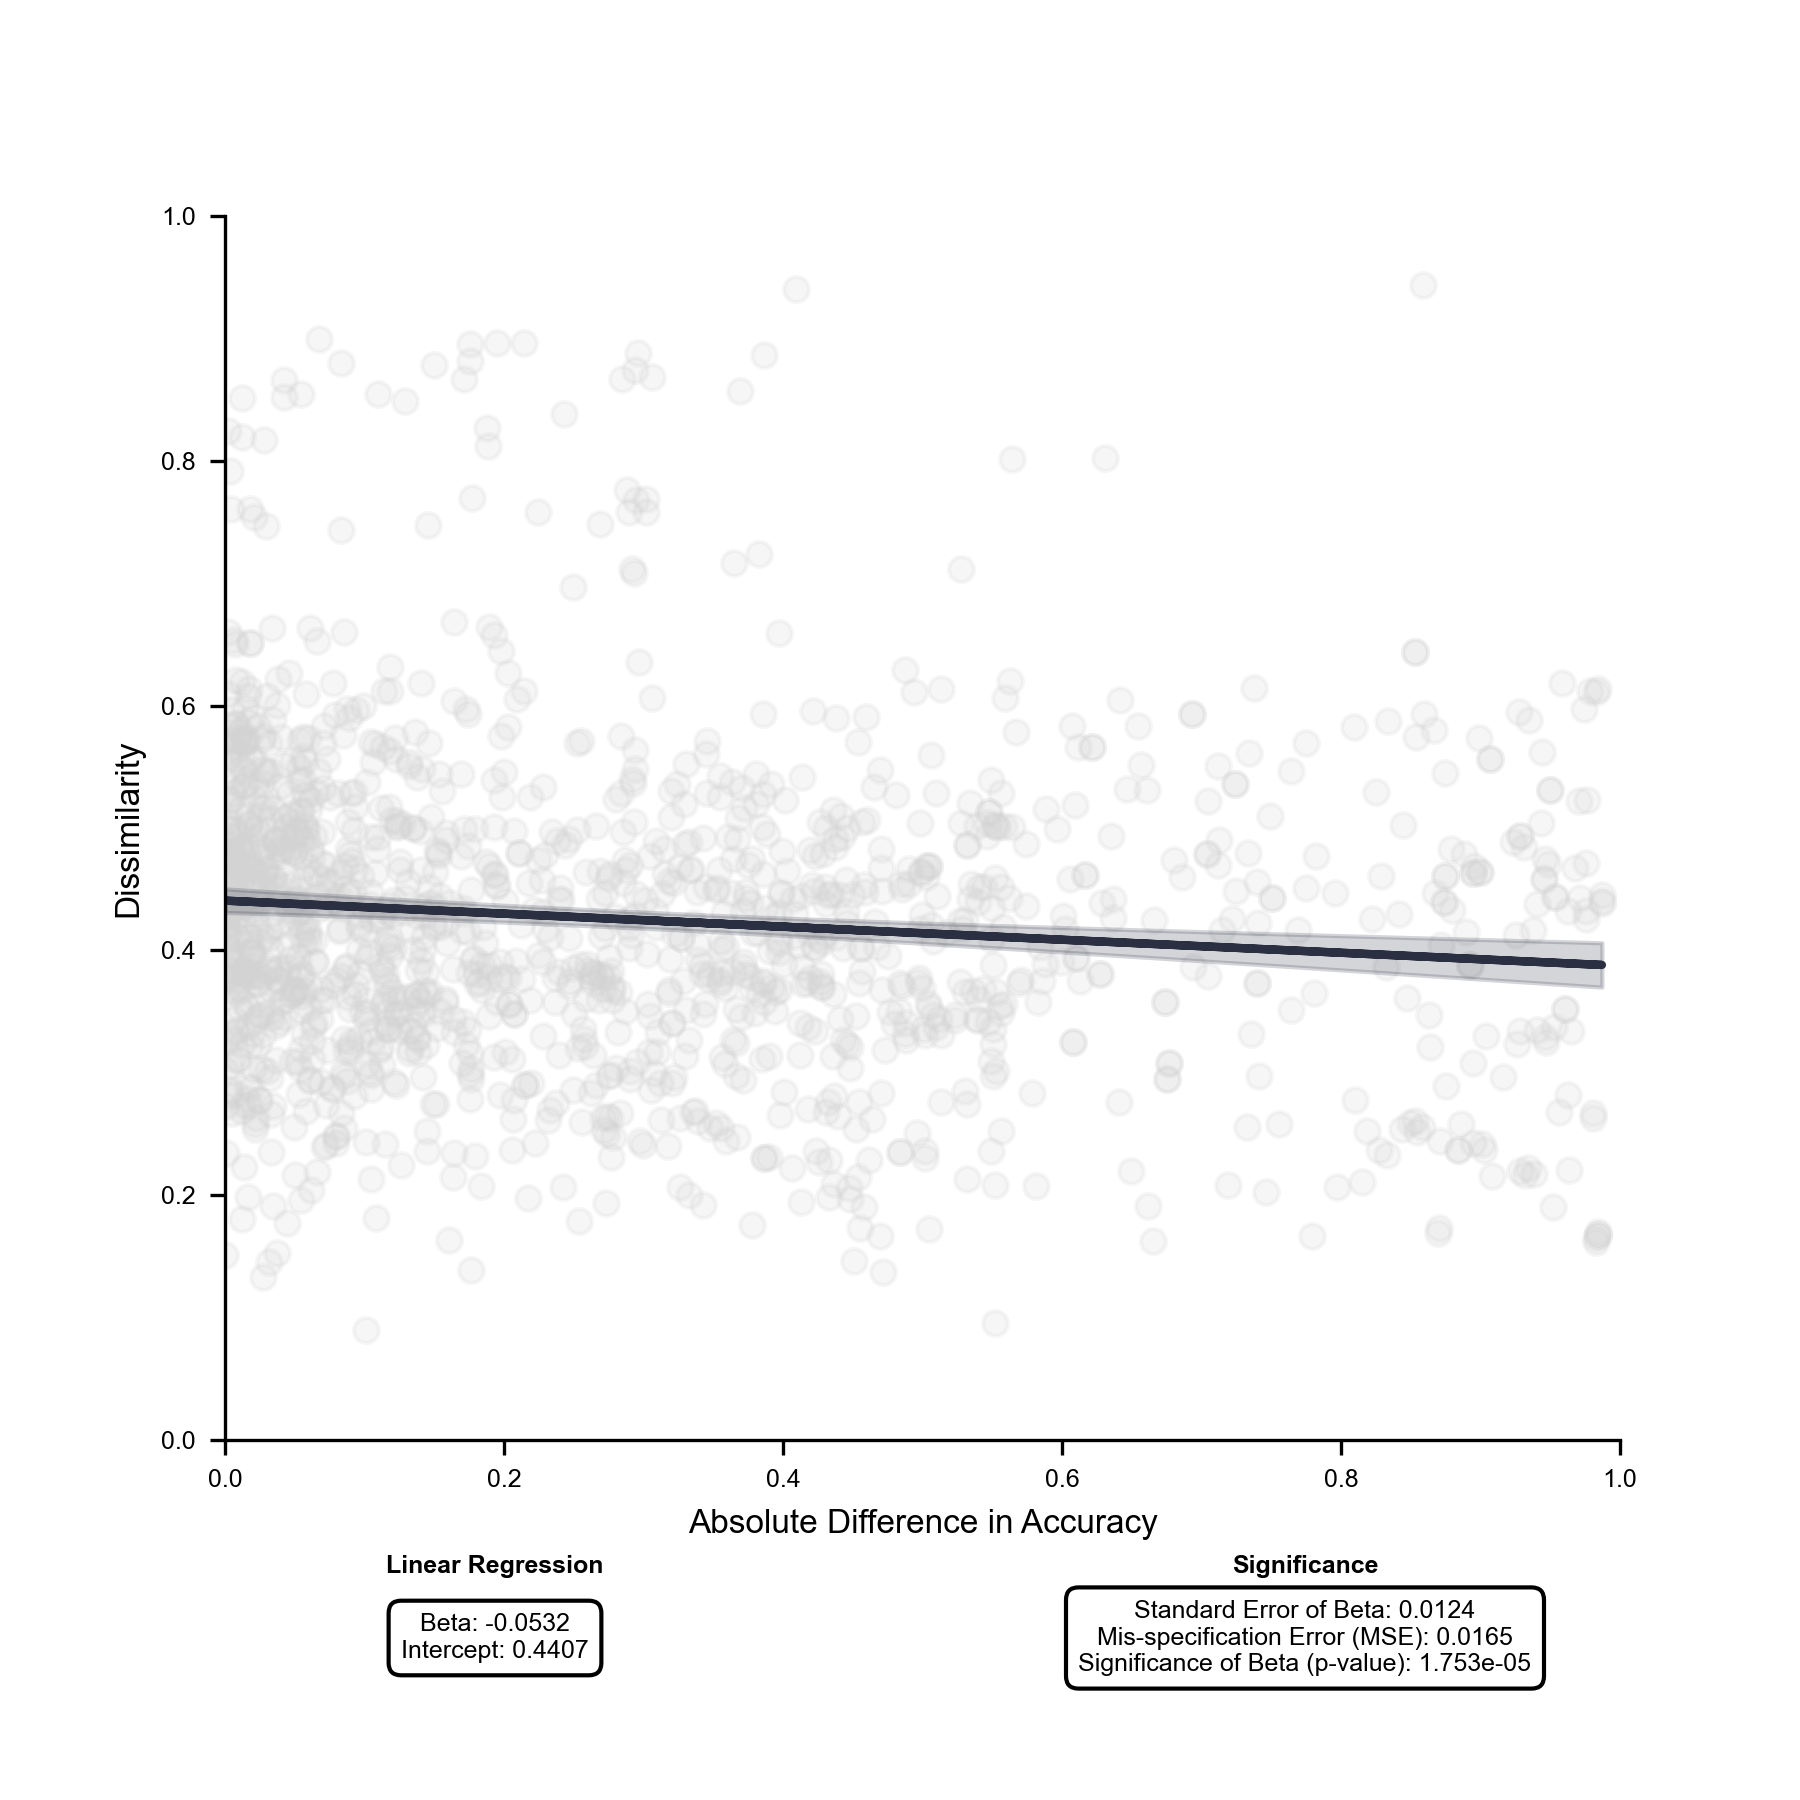 1.0
0.8
0.6
0.4
0.2
0.0
Dissimilarity
0.0 0.2 0.4 0.6 0.8 1.0
Absolute Difference in Accuracy
Linear Regression
Beta: -0.0532
Intercept: 0.4407
Significance
Standard Error of Beta: 0.0124
Mis-specification Error (MSE): 0.0165
Significance of Beta (p-value): 1.753e-05